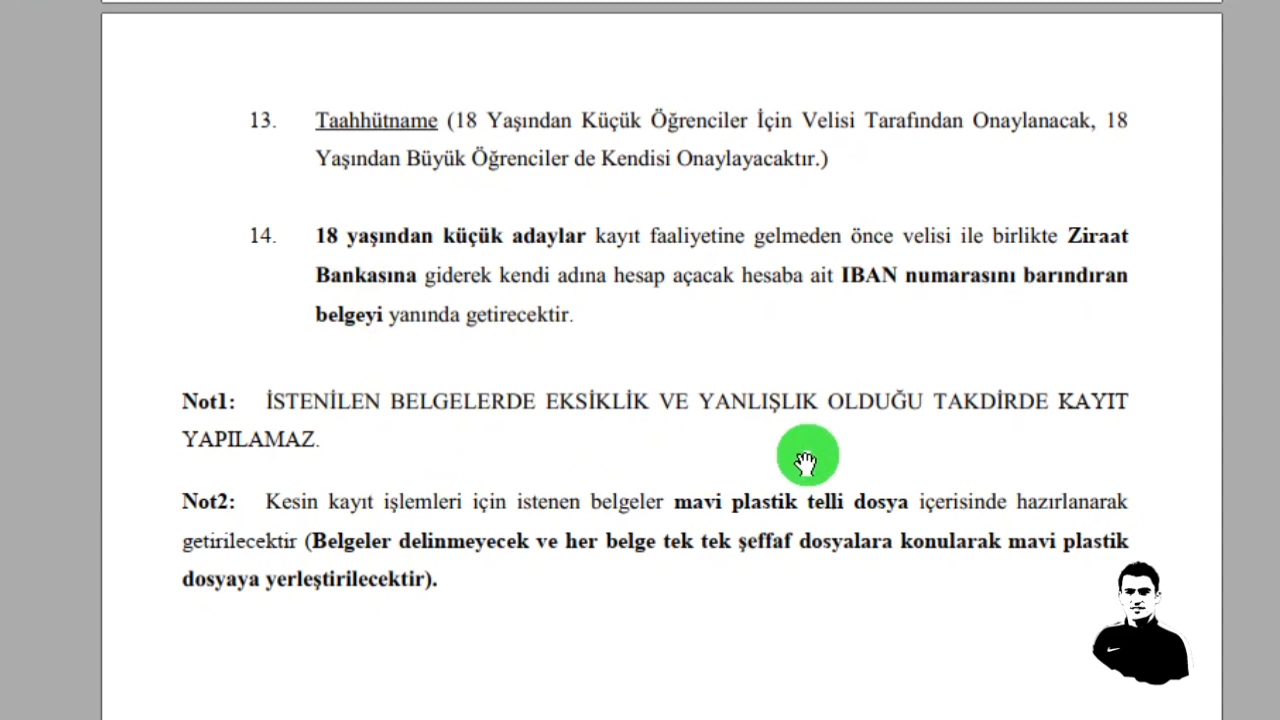 13. Taahhütname (18 Yaşından Küçük Öğrenciler İçin Velisi Tarafından Onaylanacak, 18
Yaşından Büyük Öğrenciler de Kendisi Onaylayacaktır.)
14. 18 yaşından küçük adaylar kayıt faaliyetine gelmeden önce velisi ile birlikte Ziraat
Bankasına giderek kendi adına hesap açacak hesaba ait IBAN numarasını barındıran
belgeyi yanında getirecektir.
Not1: İSTENİLEN BELGELERDE EKSİKLİK VE YANLIŞLIK OLDUĞU TAKDİRDE KAYIT
YAPILAMAZ.
Not2: Kesin kayıt işlemleri için istenen belgeler mavi plastik telli dosya içerisinde hazırlanarak
getirilecektir (Belgeler delinmeyecek ve her belge tek tek şeffaf dosyalara konularak mavi plastik
dosyaya yerleştirilecektir).